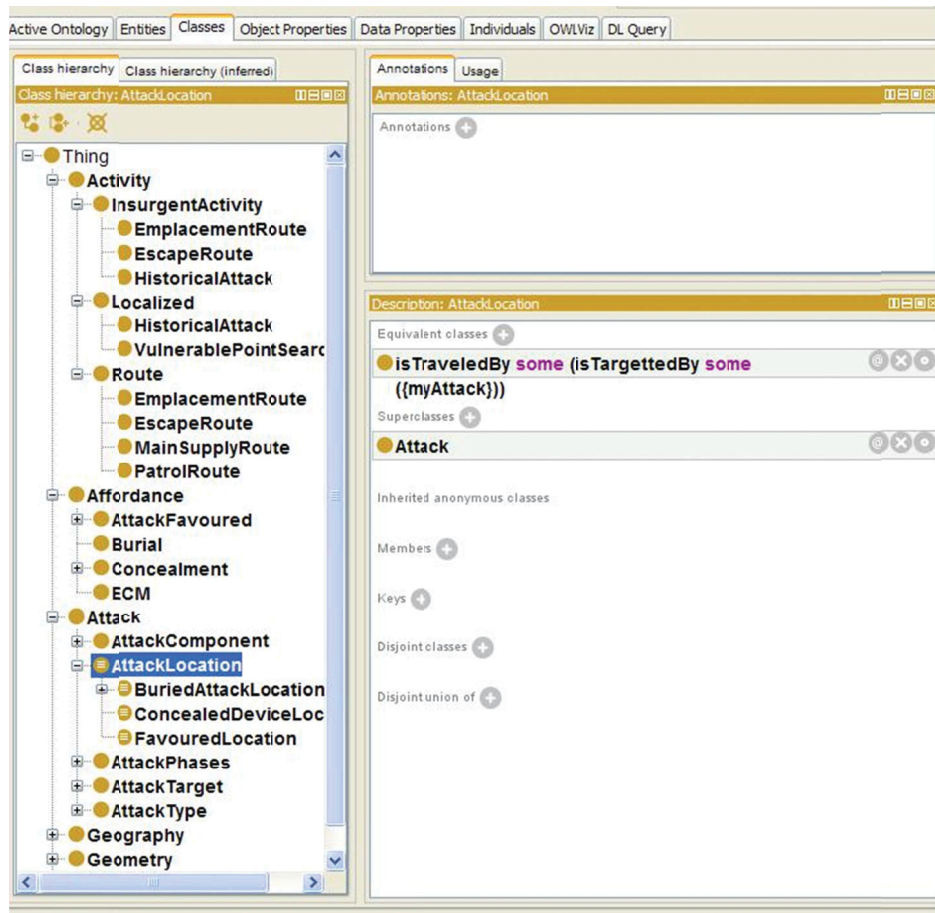 Active Ontology Entities Classes Object Properties Data Properties Individuals OWLViz DL Query
Class hierarchy Class hierarchy (inferred)
Class hierarchy: AttackLocation
Thing
Activity
InsurgentActivity
EmplacementRoute
EscapeRoute
HistoricalAttack
Localized
HistoricalAttack
VulnerablePointSearc
Route
EmplacementRoute
EscapeRoute
MainSupplyRoute
PatrolRoute
Affordance
AttackFavoured
Burial
Concealment
ECM
Attack
AttackComponent
AttackLocation
BuriedAttackLocation
ConcealedDeviceLoc
FavouredLocation
AttackPhases
AttackTarget
AttackType
Geography
Geometry
Annotations Usage
Annotations: AttackLocation
Annotations
Description: AttackLocation
Equivalent classes
isTraveledBy some (isTargettedBy some
({myAttack}))
Superclasses
Attack
Inherited anonymous classes
Members
Keys
Disjoint classes
Disjoint union of